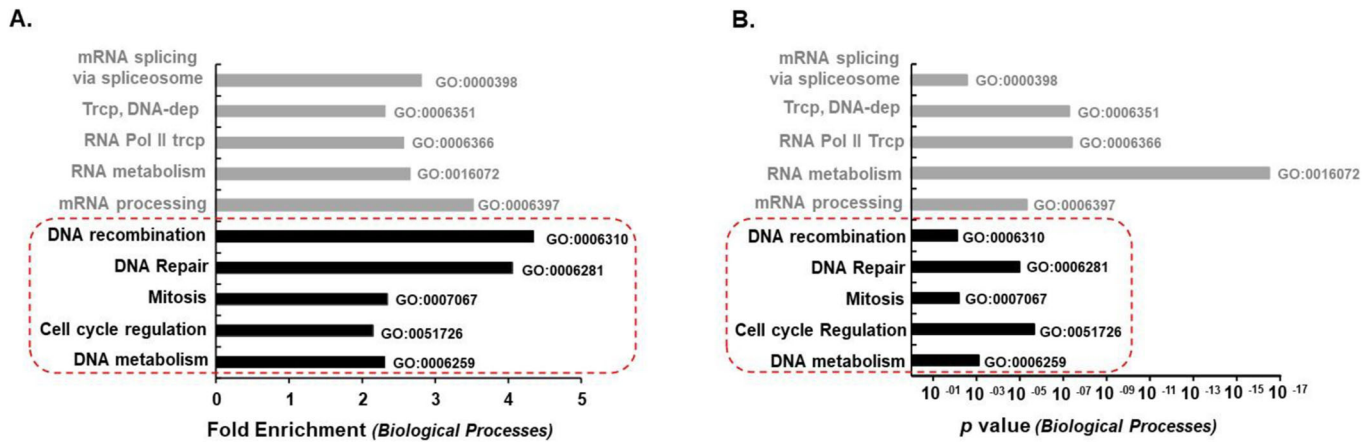 A.
mRNA splicing
via spliceosome
GO:0000398
Trcp, DNA-dep
GO:0006351
RNA Pol II trcp
GO:0006366
RNA metabolism
GO:0016072
mRNA processing
GO:0006397
DNA recombination
GO:0006310
DNA Repair
GO:0006281
Mitosis
GO:0007067
Cell cycle regulation
GO:0051726
DNA metabolism
GO:0006259
0 1 2 3 4 5
Fold Enrichment (Biological Processes)
B.
mRNA splicing
via spliceosome
GO:0000398
Trcp, DNA-dep
GO:0006351
RNA Pol II Trcp
GO:0006366
RNA metabolism
GO:0016072
mRNA processing
GO:0006397
DNA recombination
GO:0006310
DNA Repair
GO:0006281
Mitosis
GO:0007067
Cell cycle Regulation
GO:0051726
DNA metabolism
GO:0006259
10 -01 10 -03 10 -05 10 -07 10 -09 10 -11 10 -13 10 -15 10 -17
p value (Biological Processes)